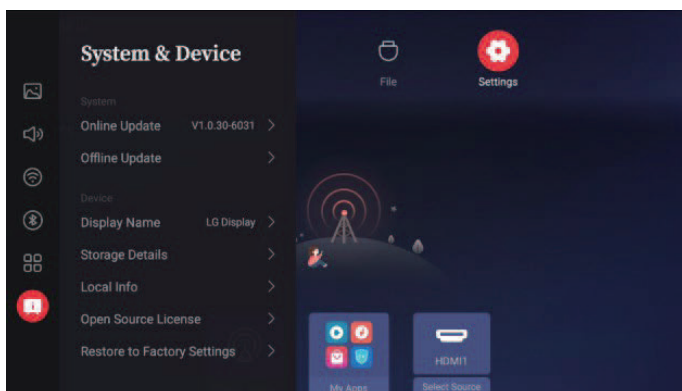 System & Device
File
Settings
System
Online Update V1.0.30-6031
Offline Update
Device
Display Name LG Display
Storage Details
Local Info
Open Source License
Restore to Factory Settings
My Apps
HDMI1
Select Source